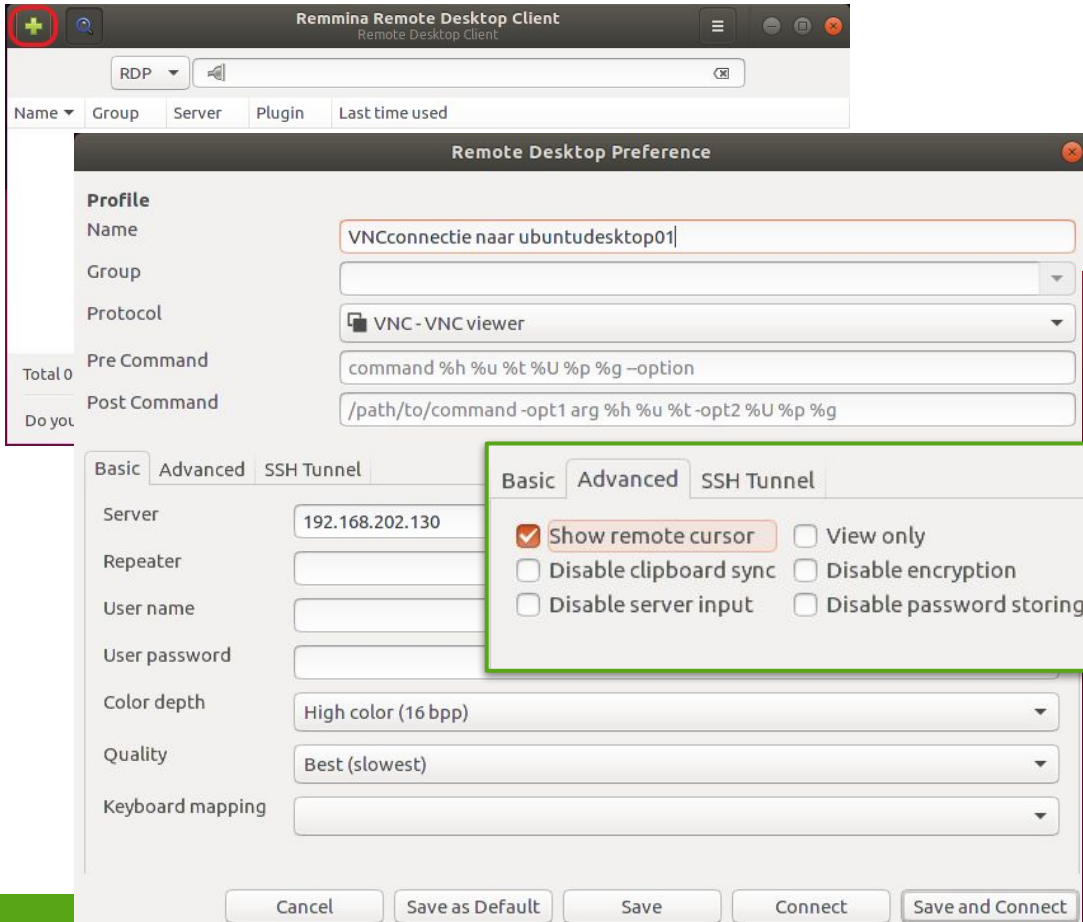 Remmina Remote Desktop Client
Remote Desktop Client
RDP
Name Group Server Plugin Last time used
Total 0
Do you
Remote Desktop Preference
Profile
Name VNCconnectie naar ubuntudesktop01
Group
Protocol VNC - VNC viewer
Pre Command command %h %u %t %U %p %g --option
Post Command /path/to/command -opt1 arg %h %u %t -opt2 %U %p %g
Basic Advanced SSH Tunnel
Server 192.168.202.130
Repeater
User name
User password
Color depth High color (16 bpp)
Quality Best (slowest)
Keyboard mapping
Basic Advanced SSH Tunnel
Show remote cursor View only
Disable clipboard sync Disable encryption
Disable server input Disable password storing
Cancel Save as Default Save Connect Save and Connect